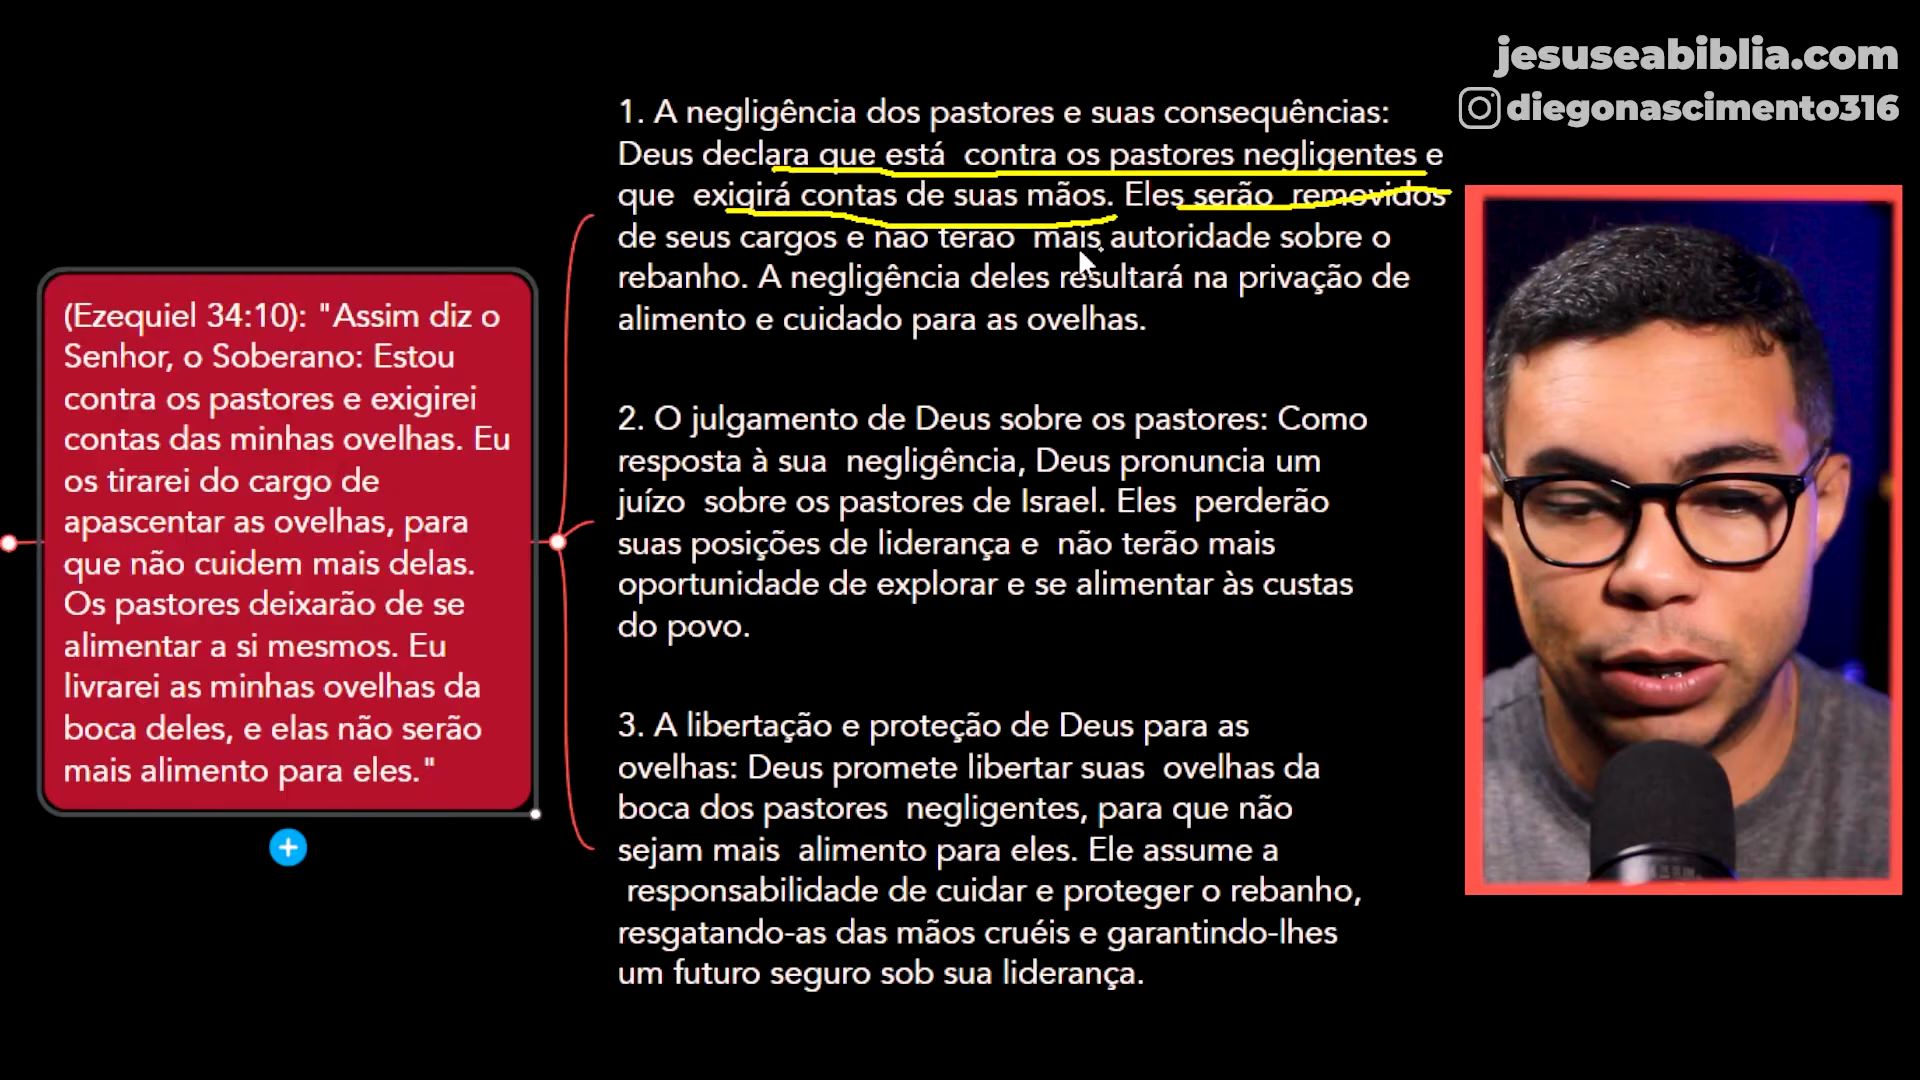 jesuseabiblia.com
diegonascimento316
(Ezequiel 34:10): "Assim diz o
Senhor, o Soberano: Estou
contra os pastores e exigirei
contas das minhas ovelhas. Eu
os tirarei do cargo de
apascentar as ovelhas, para
que não cuidem mais delas.
Os pastores deixarão de se
alimentar a si mesmos. Eu
livrarei as minhas ovelhas da
boca deles, e elas não serão
mais alimento para eles."
1. A negligência dos pastores e suas consequências:
Deus declara que está contra os pastores negligentes e
que exigirá contas de suas mãos. Eles serão removidos
de seus cargos e não terão mais autoridade sobre o
rebanho. A negligência deles resultará na privação de
alimento e cuidado para as ovelhas.
2. O julgamento de Deus sobre os pastores: Como
resposta à sua negligência, Deus pronuncia um
juízo sobre os pastores de Israel. Eles perderão
suas posições de liderança e não terão mais
oportunidade de explorar e se alimentar às custas
do povo.
3. A libertação e proteção de Deus para as
ovelhas: Deus promete libertar suas ovelhas da
boca dos pastores negligentes, para que não
sejam mais alimento para eles. Ele assume a
responsabilidade de cuidar e proteger o rebanho,
resgatando-as das mãos cruéis e garantindo-lhes
um futuro seguro sob sua liderança.